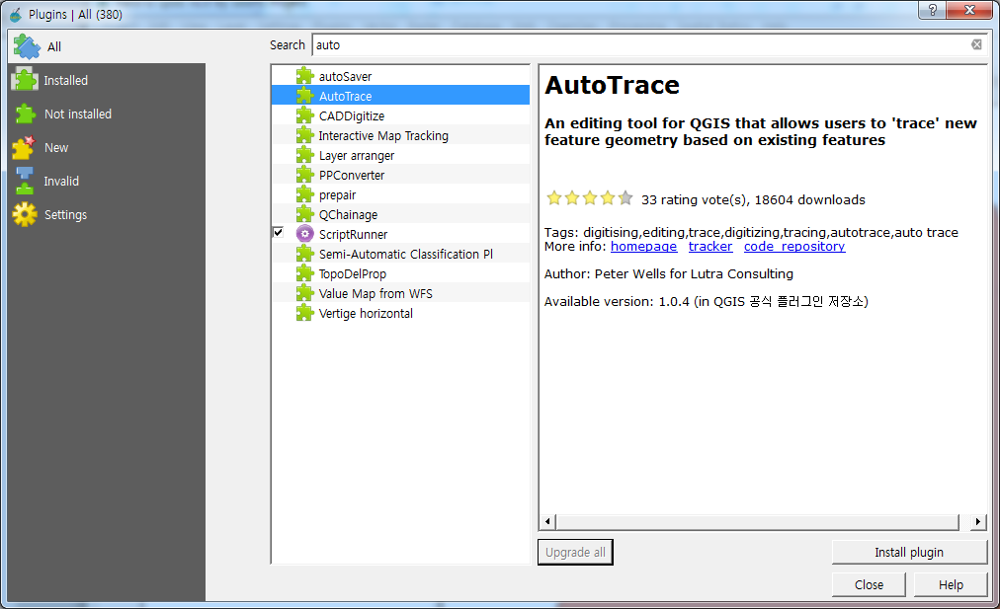 Plugins | All (380)
All
Installed
Not installed
New
Invalid
Settings
Search auto
autoSaver
AutoTrace
CADDigitize
Interactive Map Tracking
Layer arranger
PPConverter
prepair
QChainage
ScriptRunner
Semi-Automatic Classification Pl
TopoDelProp
Value Map from WFS
Vertige horizontal
AutoTrace
An editing tool for QGIS that allows users to 'trace' new
feature geometry based on existing features
33 rating vote(s), 18604 downloads
Tags: digitising,editing,trace,digitizing,tracing,autotrace,auto trace
More info: homepage tracker code_repository
Author: Peter Wells for Lutra Consulting
Available version: 1.0.4 (in QGIS 공식 플러그인 저장소)
Upgrade all
Install plugin
Close
Help